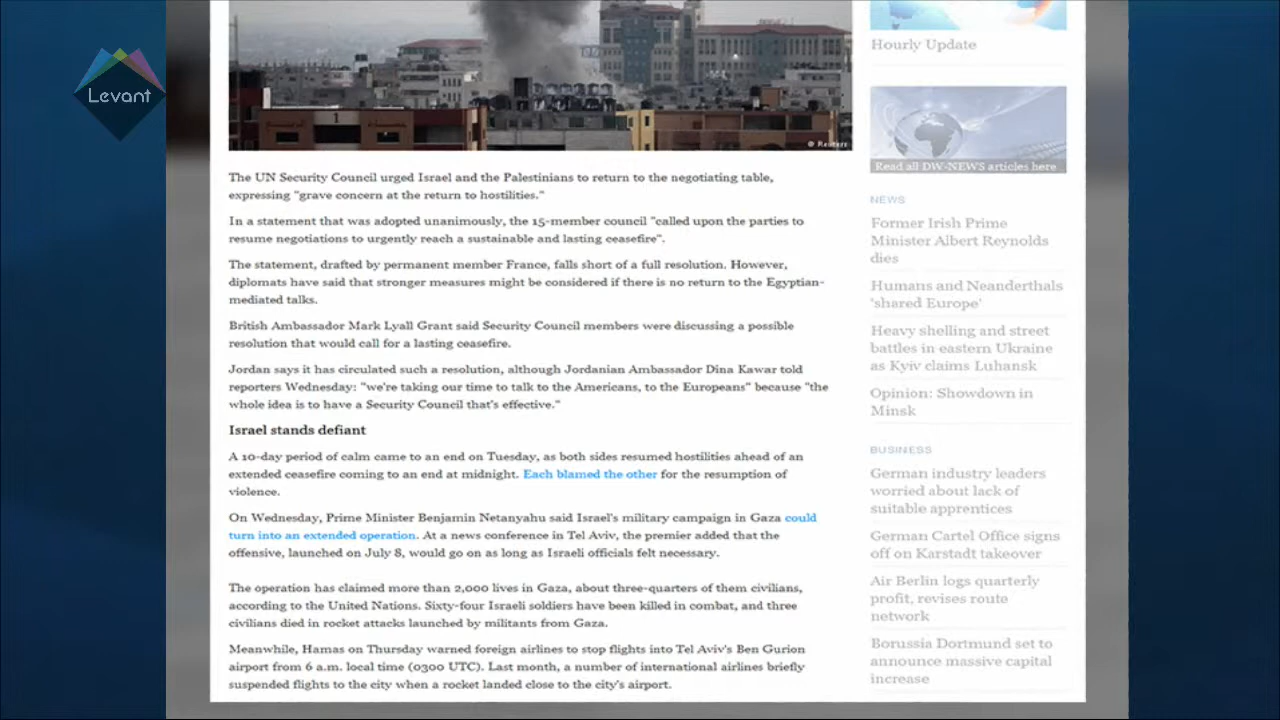 Levant
1
© Reuters
The UN Security Council urged Israel and the Palestinians to return to the negotiating table,
expressing "grave concern at the return to hostilities."
In a statement that was adopted unanimously, the 15-member council "called upon the parties to
resume negotiations to urgently reach a sustainable and lasting ceasefire".
The statement, drafted by permanent member France, falls short of a full resolution. However,
diplomats have said that stronger measures might be considered if there is no return to the Egyptian-
mediated talks.
British Ambassador Mark Lyall Grant said Security Council members were discussing a possible
resolution that would call for a lasting ceasefire.
Jordan says it has circulated such a resolution, although Jordanian Ambassador Dina Kawar told
reporters Wednesday: "we're taking our time to talk to the Americans, to the Europeans" because "the
whole idea is to have a Security Council that's effective."
Israel stands defiant
A 10-day period of calm came to an end on Tuesday, as both sides resumed hostilities ahead of an
extended ceasefire coming to an end at midnight. Each blamed the other for the resumption of
violence.
On Wednesday, Prime Minister Benjamin Netanyahu said Israel's military campaign in Gaza could
turn into an extended operation. At a news conference in Tel Aviv, the premier added that the
offensive, launched on July 8, would go on as long as Israeli officials felt necessary.
The operation has claimed more than 2,000 lives in Gaza, about three-quarters of them civilians,
according to the United Nations. Sixty-four Israeli soldiers have been killed in combat, and three
civilians died in rocket attacks launched by militants from Gaza.
Meanwhile, Hamas on Thursday warned foreign airlines to stop flights into Tel Aviv's Ben Gurion
airport from 6 a.m. local time (0300 UTC). Last month, a number of international airlines briefly
suspended flights to the city when a rocket landed close to the city's airport.
Hourly Update
Read all DW-NEWS articles here
NEWS
Former Irish Prime
Minister Albert Reynolds
dies
Humans and Neanderthals
'shared Europe'
Heavy shelling and street
battles in eastern Ukraine
as Kyiv claims Luhansk
Opinion: Showdown in
Minsk
BUSINESS
German industry leaders
worried about lack of
suitable apprentices
German Cartel Office signs
off on Karstadt takeover
Air Berlin logs quarterly
profit, revises route
network
Borussia Dortmund set to
announce massive capital
increase